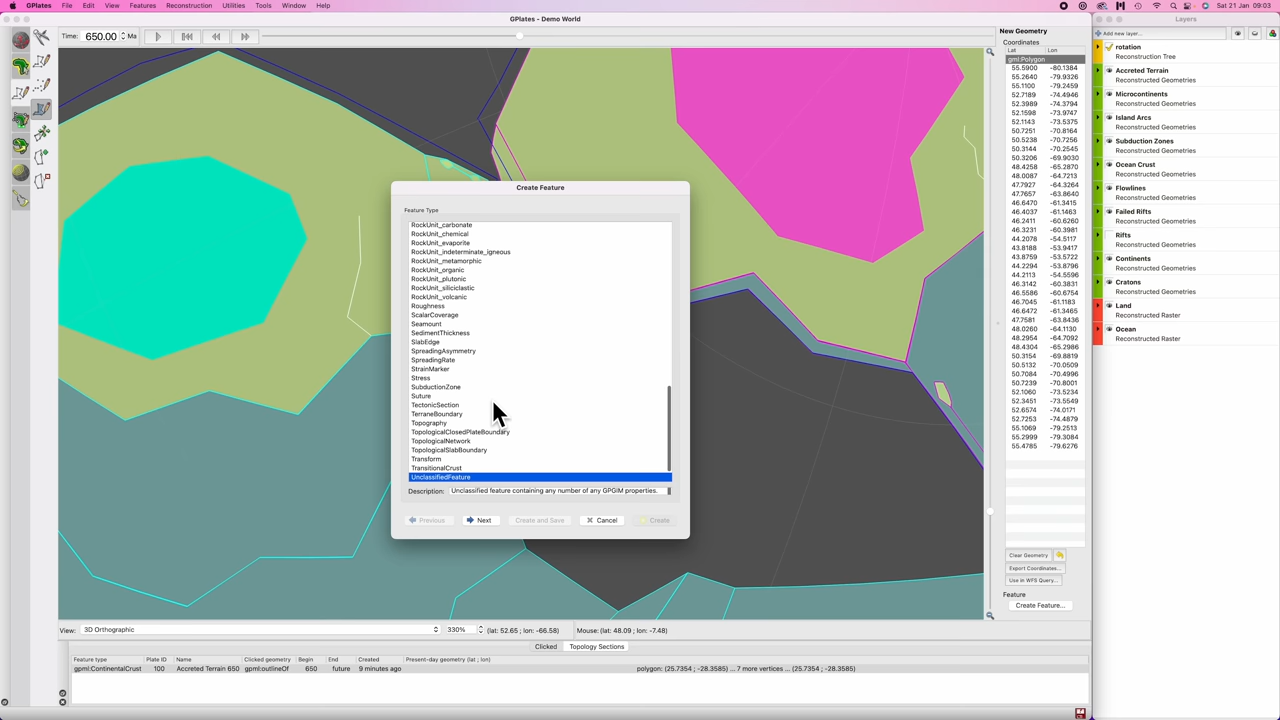 GPlates File Edit View Features Reconstruction Utilities Tools Window Help Sat 21 Jan 09:03
GPlates - Demo World
Layers
Time: 650.00 Ma
New Geometry
Coordinates
Lat Lon
gml:Polygon
55.5900 -80.1384
55.2640 -79.9326
55.1100 -79.2459
52.7189 -74.4946
52.3989 -74.3794
52.1598 -73.9747
52.1143 -73.5375
50.7251 -70.8164
50.5238 -70.7256
50.3144 -70.2545
50.3206 -69.9030
48.4258 -65.2870
48.0087 -64.7213
47.7927 -64.3264
47.7657 -63.8640
46.6470 -61.3415
46.4037 -61.1463
46.2411 -60.6260
46.3231 -60.3981
44.2078 -54.5117
43.8188 -53.9417
43.8759 -53.5722
44.2294 -53.8796
44.2113 -54.5596
46.3142 -60.3831
46.5586 -60.6754
46.7045 -61.1183
46.6472 -61.3465
47.7581 -63.8436
48.0260 -64.1130
48.2954 -64.7092
48.4304 -65.2986
50.3154 -69.8819
50.5132 -70.0509
50.7084 -70.4996
50.7239 -70.8001
52.1060 -73.5234
52.3451 -73.5549
52.6574 -74.0171
52.7253 -74.4879
55.1069 -79.2513
55.2999 -79.3084
55.4785 -79.6276
Clear Geometry
Export Coordinates...
Use in WFS Query...
Feature
Create Feature...
Add new layer...
rotation
Reconstruction Tree
Accreted Terrain
Reconstructed Geometries
Microcontinents
Reconstructed Geometries
Island Arcs
Reconstructed Geometries
Subduction Zones
Reconstructed Geometries
Ocean Crust
Reconstructed Geometries
Flowlines
Reconstructed Geometries
Failed Rifts
Reconstructed Geometries
Rifts
Reconstructed Geometries
Continents
Reconstructed Geometries
Cratons
Reconstructed Geometries
Land
Reconstructed Raster
Ocean
Reconstructed Raster
Create Feature
Feature Type
RockUnit_carbonate
RockUnit_chemical
RockUnit_evaporite
RockUnit_indeterminate_igneous
RockUnit_metamorphic
RockUnit_organic
RockUnit_plutonic
RockUnit_siliciclastic
RockUnit_volcanic
Roughness
ScalarCoverage
Seamount
SedimentThickness
SlabEdge
SpreadingAsymmetry
SpreadingRate
StrainMarker
Stress
SubductionZone
Suture
TectonicSection
TerraneBoundary
Topography
TopologicalClosedPlateBoundary
TopologicalNetwork
TopologicalSlabBoundary
Transform
TransitionalCrust
UnclassifiedFeature
Description: Unclassified feature containing any number of any GPGIM properties.
Previous Next Create and Save Cancel Create
View: 3D Orthographic 330% (lat: 52.65 ; lon: -66.58) Mouse: (lat: 48.09 ; lon: -7.48)
Clicked Topology Sections
Feature type Plate ID Name Clicked geometry Begin End Created Present-day geometry (lat ; lon)
gpml:ContinentalCrust 100 Accreted Terrain 650 gpml:outlineOf 650 future 9 minutes ago polygon: (25.7354 ; -28.3585) ... 7 more vertices ... (25.7354 ; -28.3585)